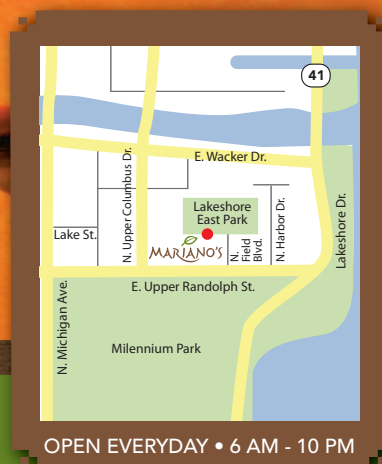 41
E. Wacker Dr.
N. Upper Columbus Dr.
Lakeshore
East Park
Lake St.
MARIANO'S
N.
Field
Blvd.
N. Harbor Dr.
Lakeshore Dr.
E. Upper Randolph St.
N. Michigan Ave.
Milennium Park
OPEN EVERYDAY • 6 AM - 10 PM